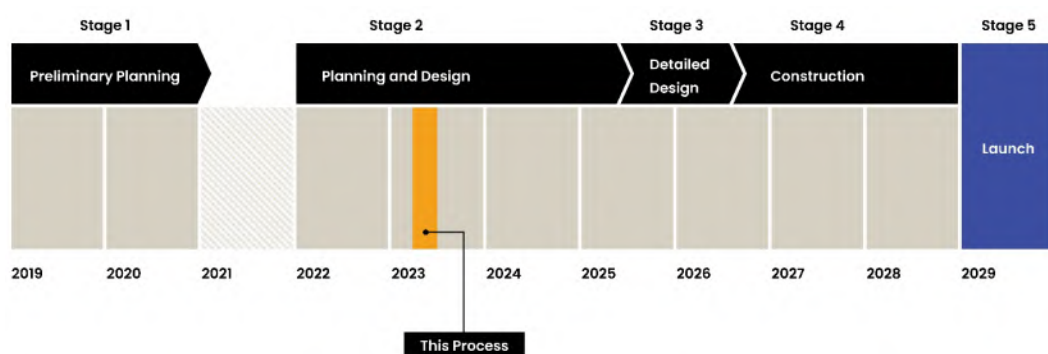 Stage 1
Stage 2
Stage 3
Stage 4
Stage 5
Preliminary Planning
Planning and Design
Detailed
Design
Construction
Launch
2019
2020
2021
2022
2023
2024
2025
2026
2027
2028
2029
This Process